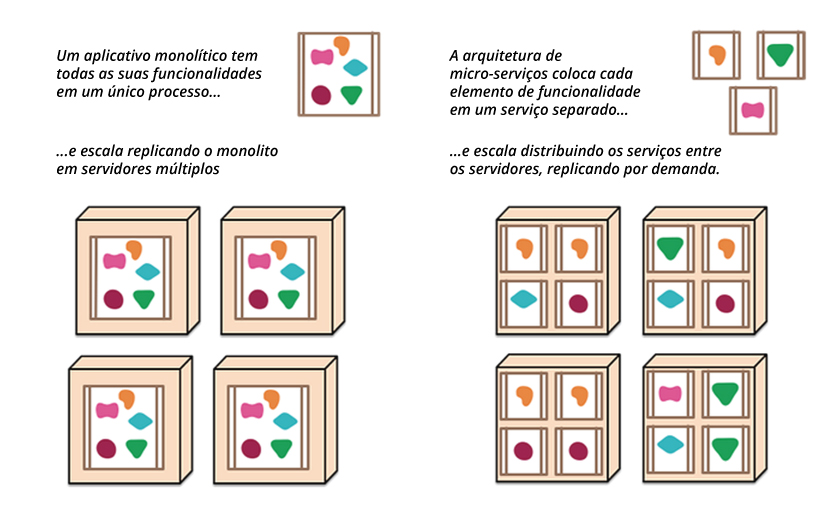 Um aplicativo monolítico tem
todas as suas funcionalidades
em um único processo...
...e escala replicando o monolito
em servidores múltiplos
A arquitetura de
micro-serviços coloca cada
elemento de funcionalidade
em um serviço separado...
...e escala distribuindo os serviços entre
os servidores, replicando por demanda.